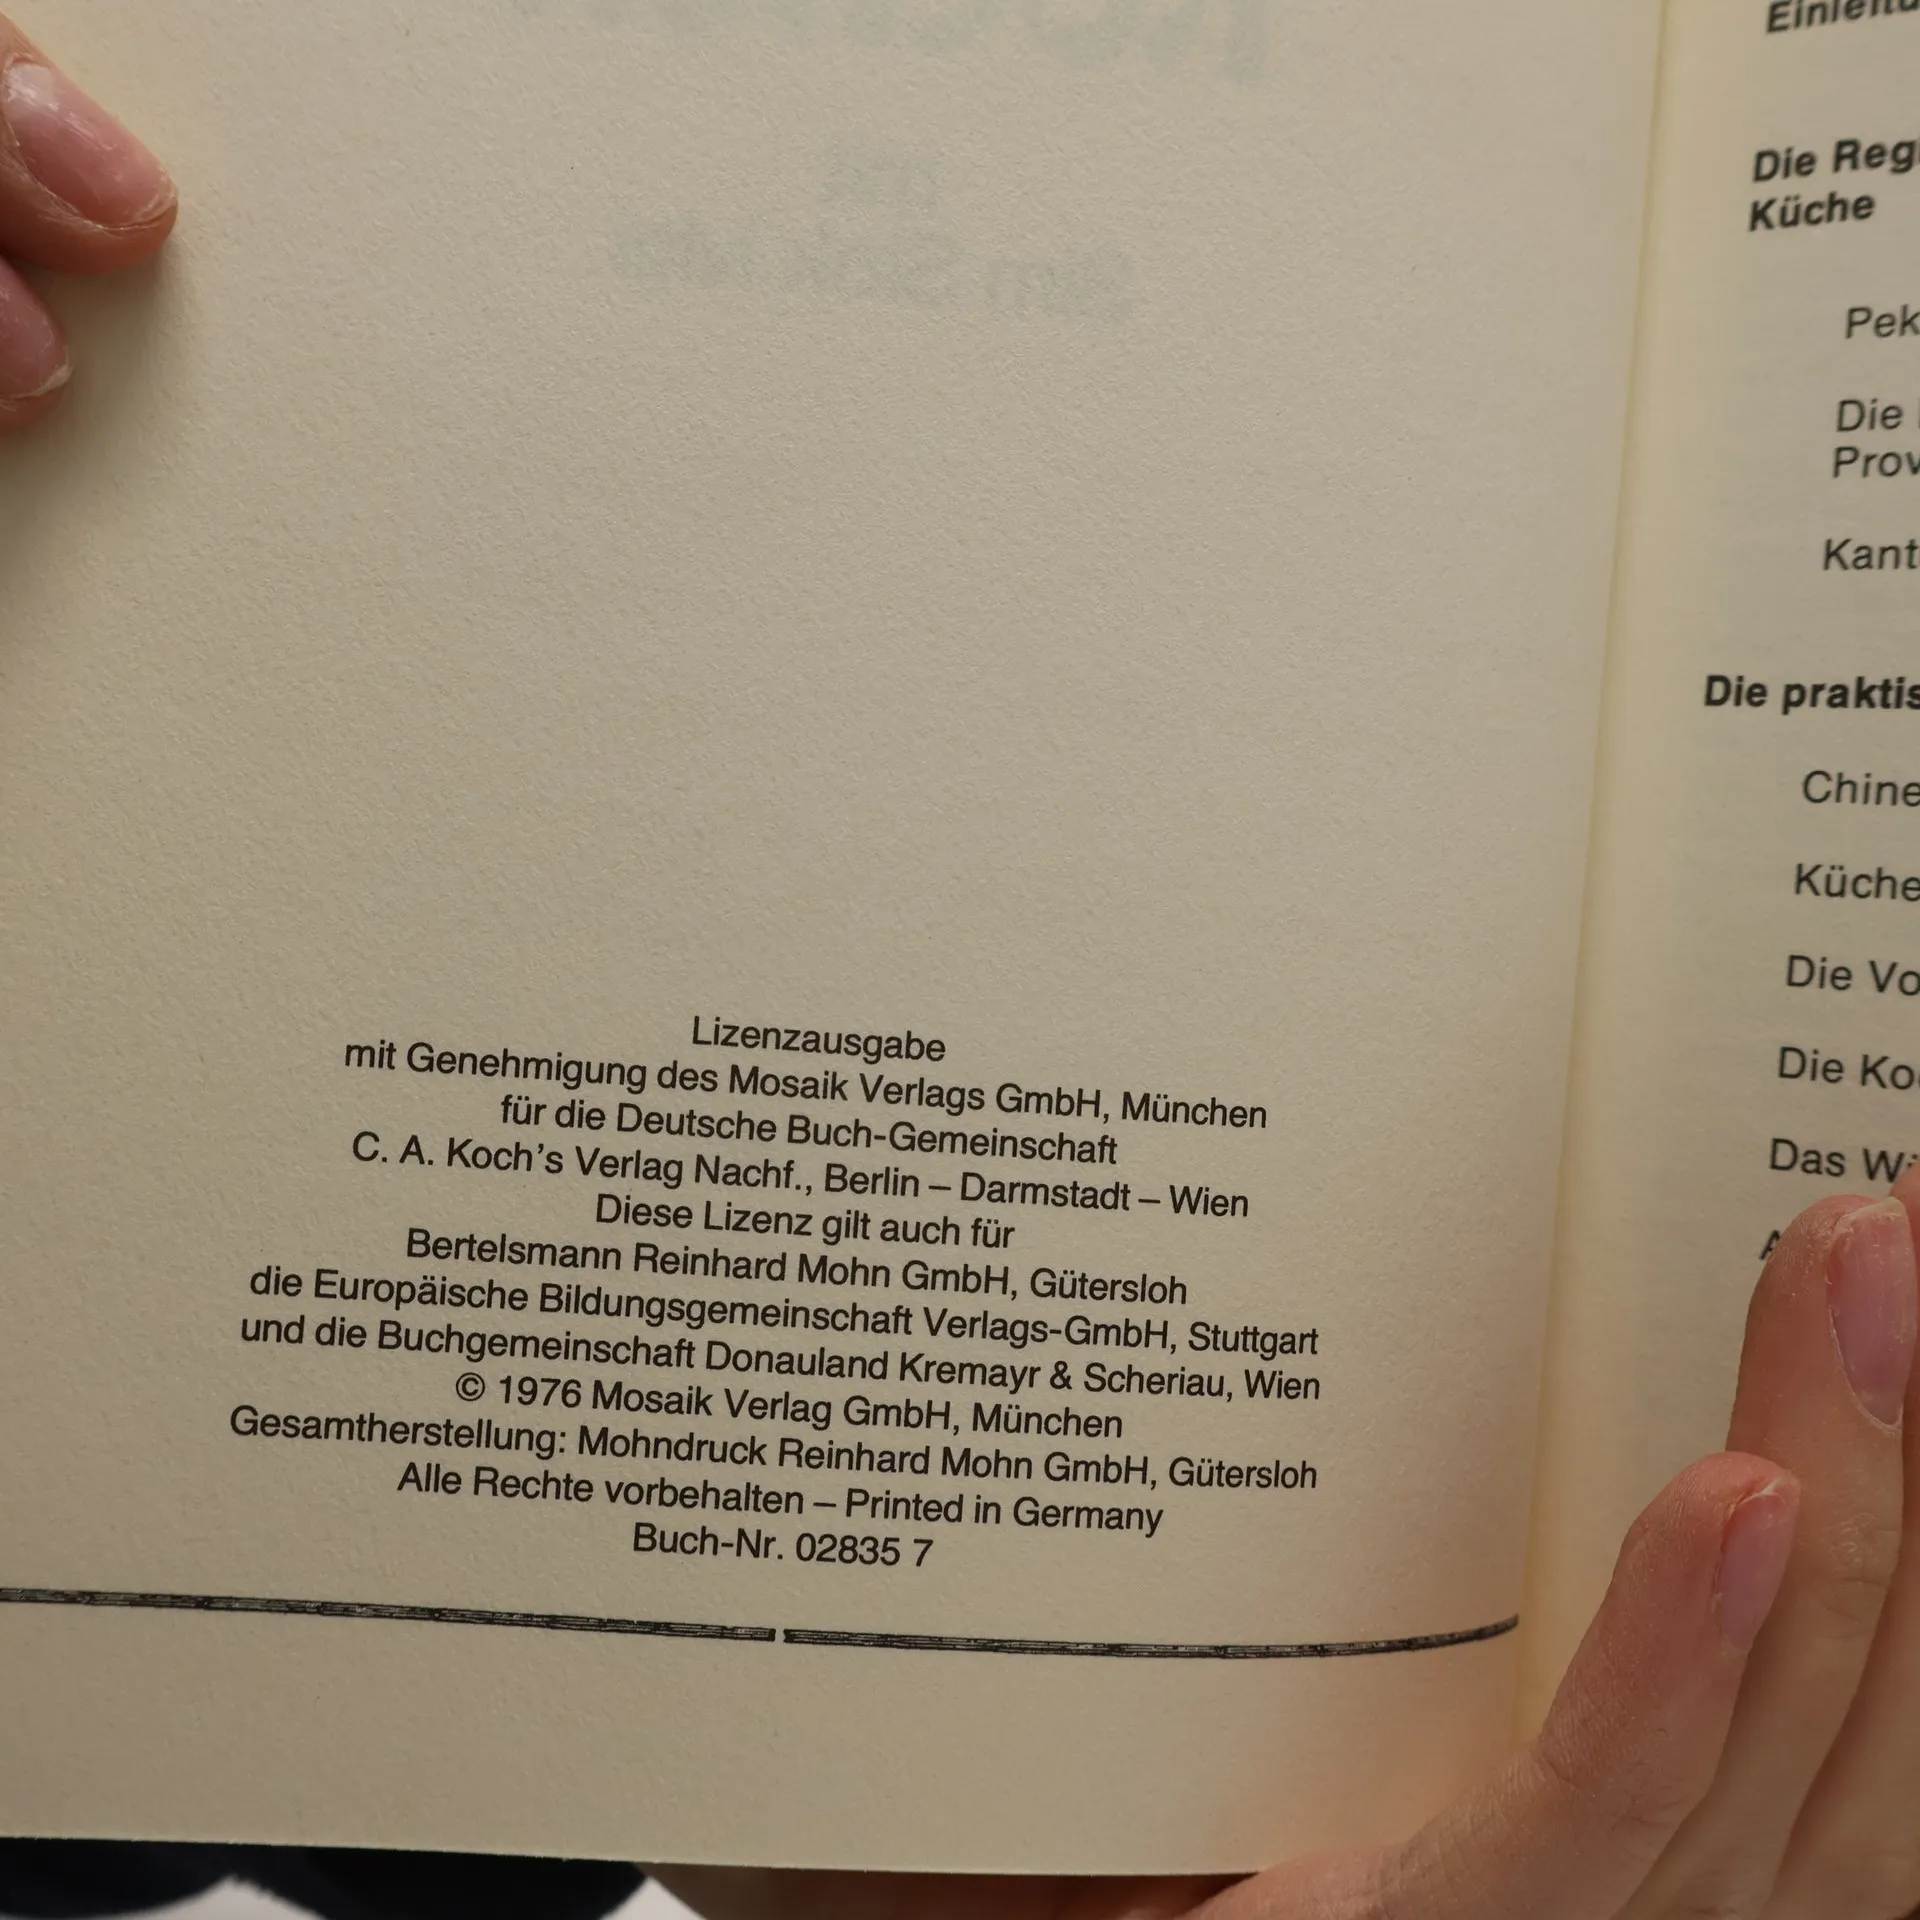 Lizenzausgabe
mit Genehmigung des Mosaik Verlags GmbH, München
für die Deutsche Buch-Gemeinschaft
C. A. Koch’s Verlag Nachf., Berlin – Darmstadt – Wien
Diese Lizenz gilt auch für
Bertelsmann Reinhard Mohn GmbH, Gütersloh
die Europäische Bildungsgemeinschaft Verlags-GmbH, Stuttgart
und die Buchgemeinschaft Donauland Kremayr & Scheriau, Wien
© 1976 Mosaik Verlag GmbH, München
Gesamtherstellung: Mohndruck Reinhard Mohn GmbH, Gütersloh
Alle Rechte vorbehalten – Printed in Germany
Buch-Nr. 02835 7
Die Reg
Küche
Pek
Die
Prov
Kant
Die praktis
Chine
Küche
Die Vo
Die Ko
Das